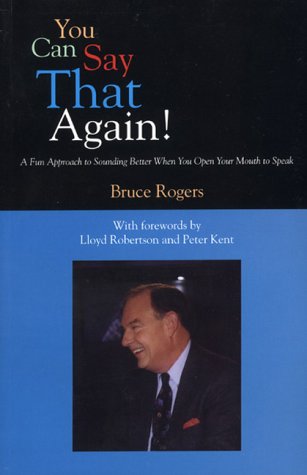 You
Can Say
That
Again!
A Fun Approach to Sounding Better When You Open Your Mouth to Speak
Bruce Rogers
With forewords by
Lloyd Robertson and Peter Kent